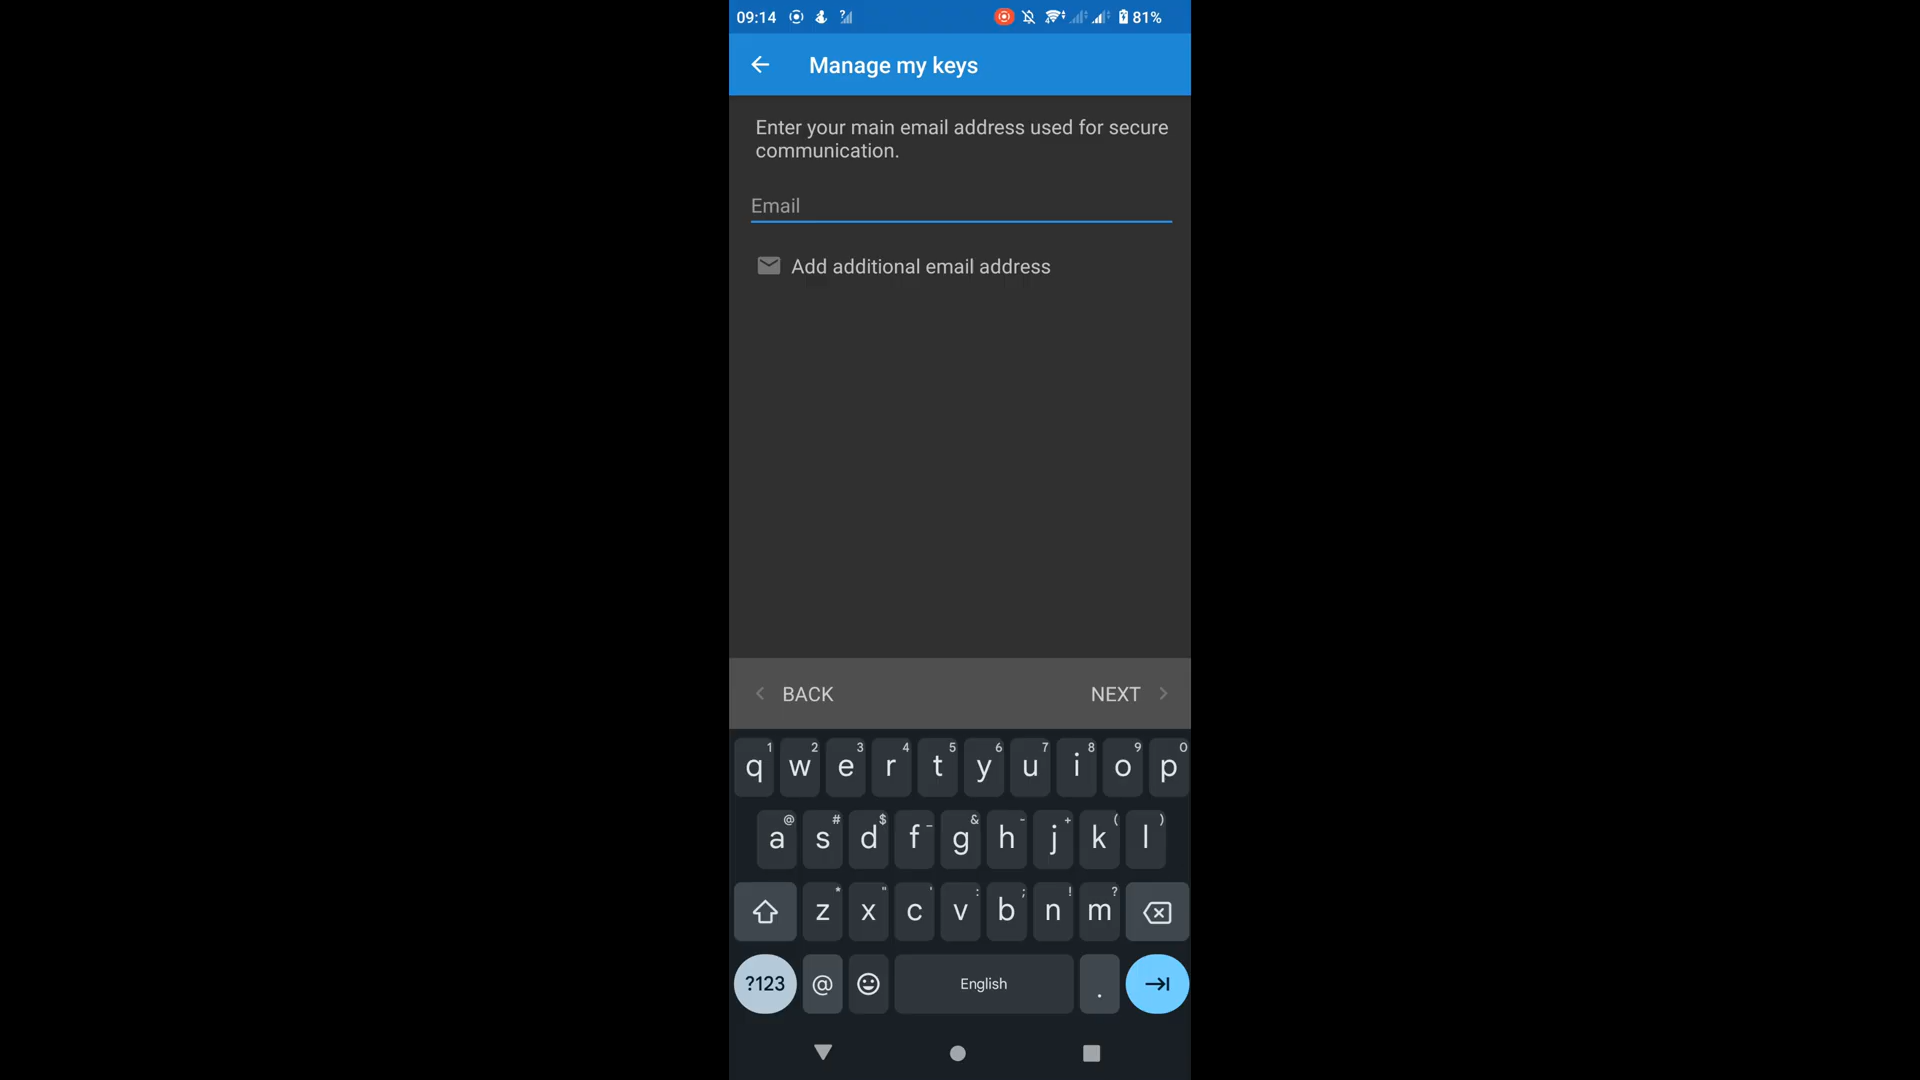 09:14
81%
Manage my keys
Enter your main email address used for secure
communication.
Email
Add additional email address
BACK NEXT
1 2 3 4 5 6 7 8 9 0
q w e r t y u i o p
@ # $ _ & - + ( )
a s d f g h j k l
* " ' : ; ! ?
z x c v b n m
?123 @ English .